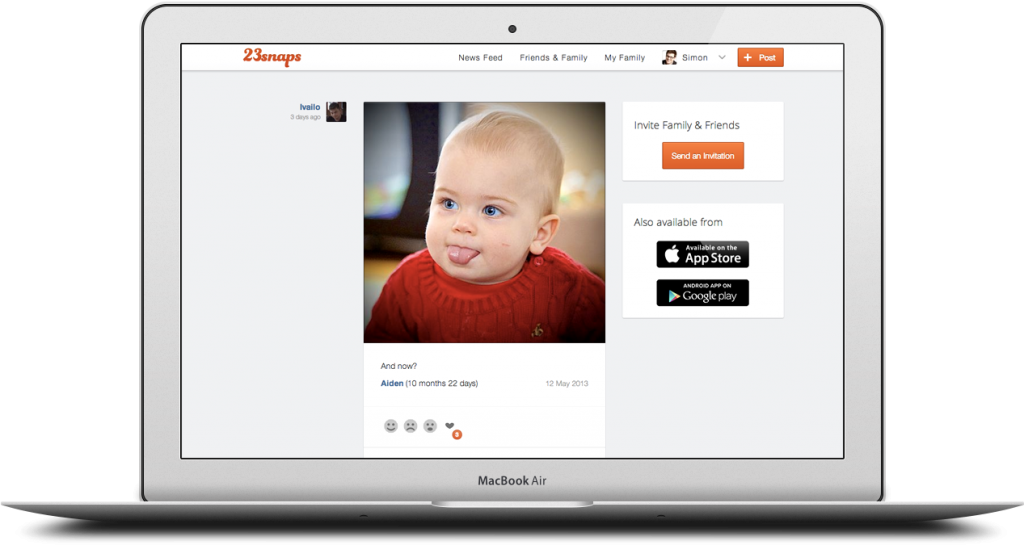 23snaps
News Feed
Friends & Family
My Family
Simon
+ Post
Ivailo
3 days ago
Invite Family & Friends
Send an Invitation
Also available from
Available on the
App Store
ANDROID APP ON
Google play
And now?
Aiden (10 months 22 days)
12 May 2013
MacBook Air